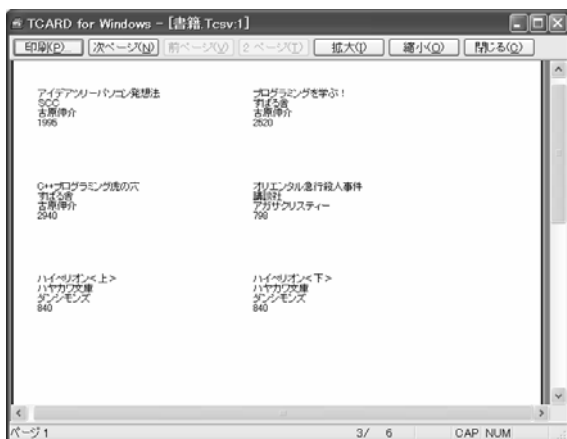 TCARD for Windows - [書籍.Tcsv:1]
印刷(P)... 次ページ(N) 前ページ(V) 2 ページ(T) 拡大(I) 縮小(O) 閉じる(C)
アイデアツリーパソコン発想法
SCC
古原伸介
1995
プログラミングを学ぶ!
すばる舎
古原伸介
2520
C++プログラミング虎の穴
すばる舎
古原伸介
2940
オリエンタル急行殺人事件
講談社
アガサクリスティー
798
ハイペリオン<上>
ハヤカワ文庫
ダンシモンズ
840
ハイペリオン<下>
ハヤカワ文庫
ダンシモンズ
840
ページ 1 3/ 6 CAP NUM